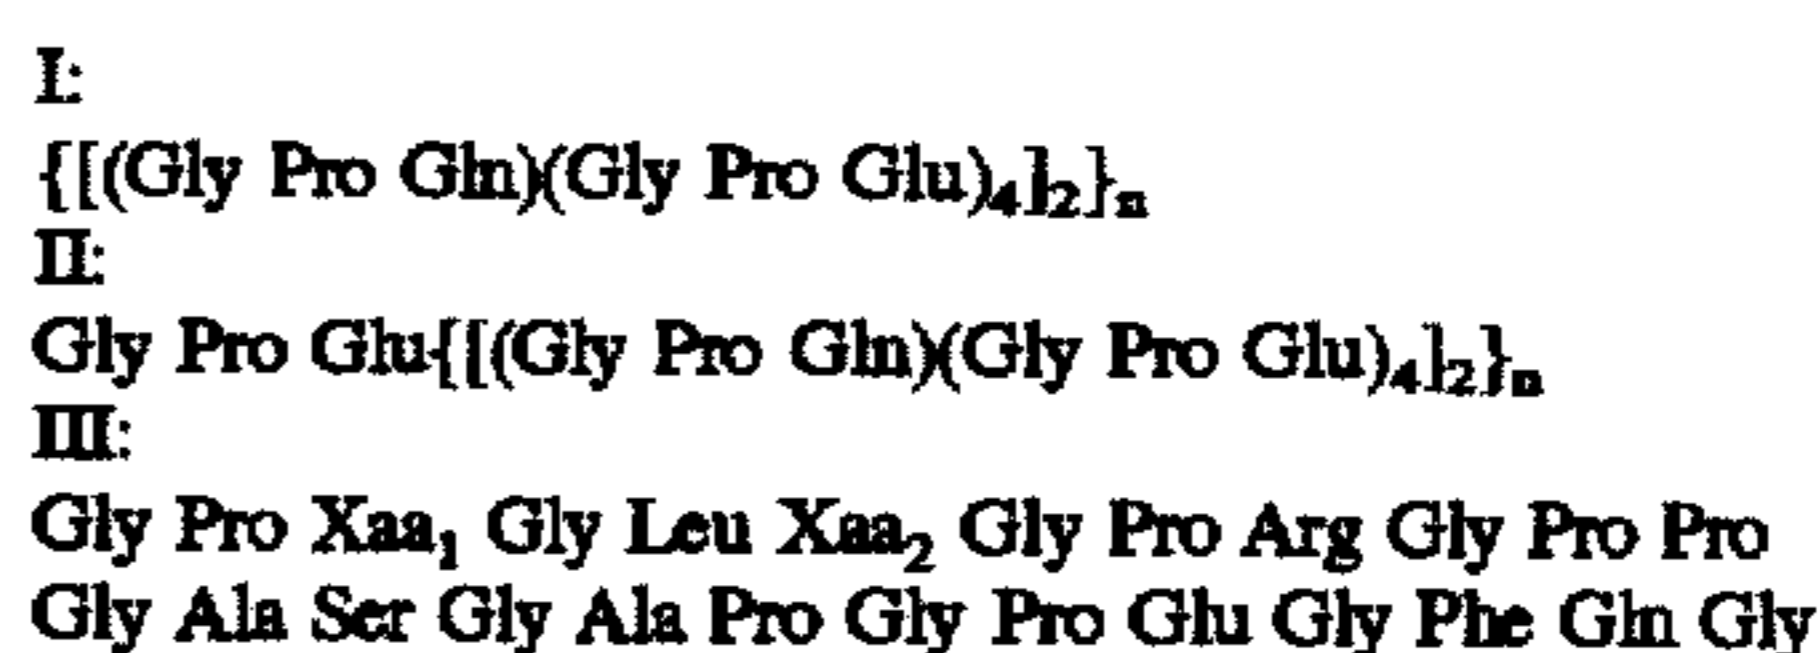 I:
{[(Gly Pro Gln)(Gly Pro Glu)₄]₂}ₙ
II:
Gly Pro Glu{[(Gly Pro Gln)(Gly Pro Glu)₄]₂}ₙ
III:
Gly Pro Xaa₁ Gly Leu Xaa₂ Gly Pro Arg Gly Pro Pro
Gly Ala Ser Gly Ala Pro Gly Pro Glu Gly Phe Gln Gly